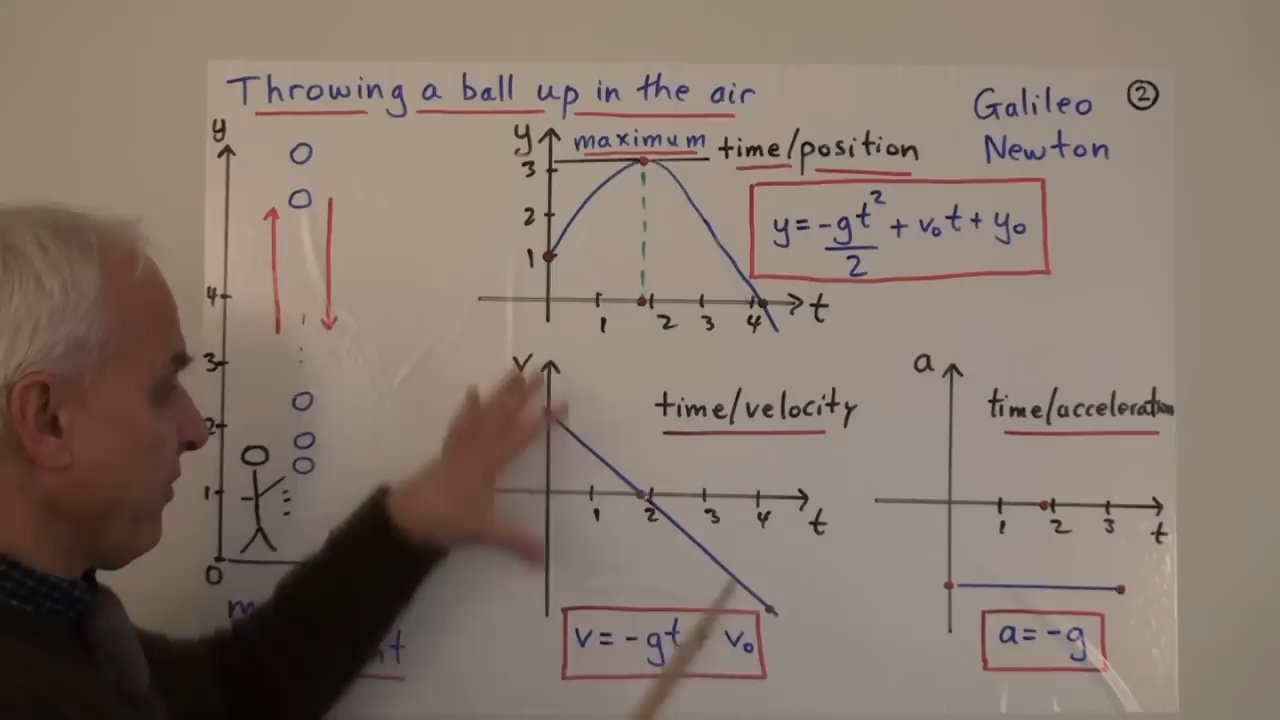 Throwing a ball up in the air
Galileo
Newton
2
y
4
3
2
1
0
y
maximum
time/position
3
2
1
1 2 3 4 t
y = -gt²/2 + v₀t + y₀
v
time/velocity
1 2 3 4 t
v = -gt v₀
a
time/acceleration
1 2 3 t
a = -g